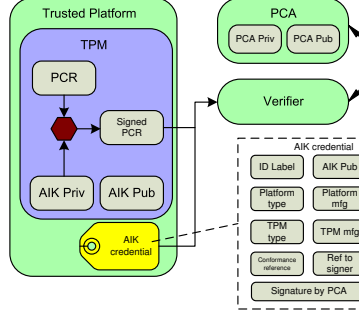 Trusted Platform
TPM
PCR
Signed
PCR
AIK Priv
AIK Pub
AIK
credential
PCA
PCA Priv
PCA Pub
Verifier
AIK credential
ID Label
AIK Pub
Platform
type
Platform
mfg
TPM
type
TPM mfg
Conformance
reference
Ref to
signer
Signature by PCA